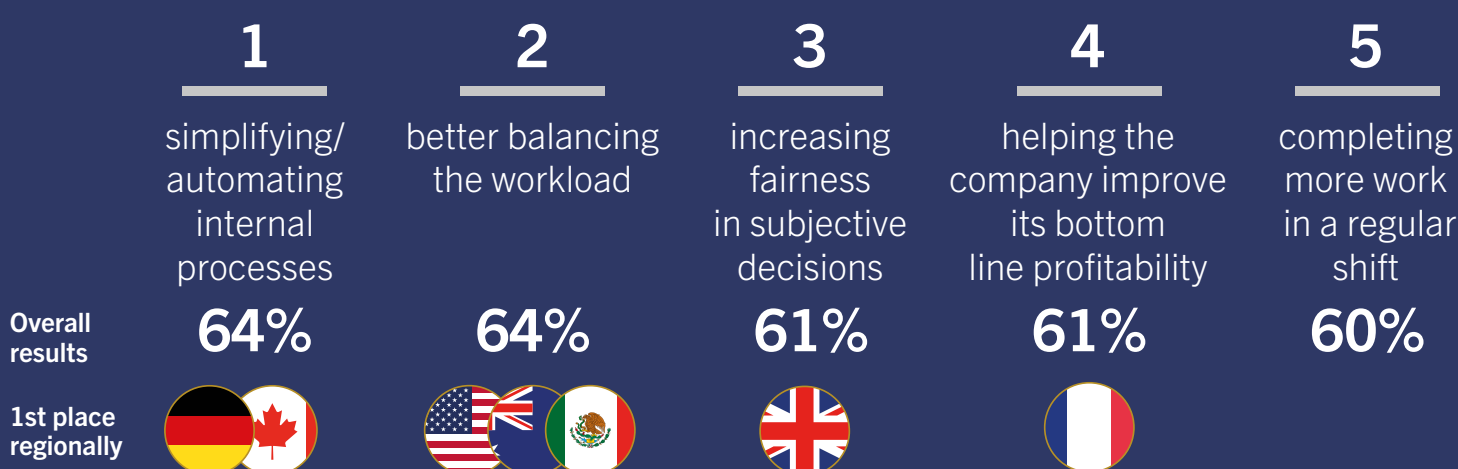 1
simplifying/
automating
internal
processes
2
better balancing
the workload
3
increasing
fairness
in subjective
decisions
4
helping the
company improve
its bottom
line profitability
5
completing
more work
in a regular
shift
Overall
results
64%
64%
61%
61%
60%
1st place
regionally